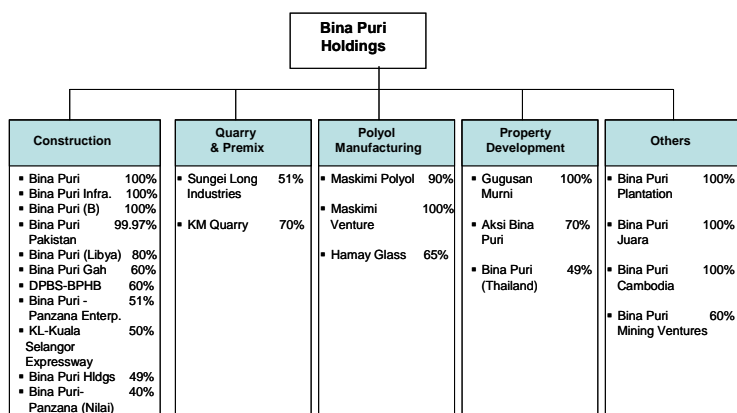 Bina Puri
Holdings
Construction
▪ Bina Puri 100%
▪ Bina Puri Infra. 100%
▪ Bina Puri (B) 100%
▪ Bina Puri 99.97%
Pakistan
▪ Bina Puri (Libya) 80%
▪ Bina Puri Gah 60%
▪ DPBS-BPHB 60%
▪ Bina Puri - 51%
Panzana Enterp.
▪ KL-Kuala 50%
Selangor
Expressway
▪ Bina Puri Hldgs 49%
▪ Bina Puri- 40%
Panzana (Nilai)
Quarry
& Premix
▪ Sungei Long 51%
Industries
▪ KM Quarry 70%
Polyol
Manufacturing
▪ Maskimi Polyol 90%
▪ Maskimi 100%
Venture
▪ Hamay Glass 65%
Property
Development
▪ Gugusan 100%
Murni
▪ Aksi Bina 70%
Puri
▪ Bina Puri 49%
(Thailand)
Others
▪ Bina Puri 100%
Plantation
▪ Bina Puri 100%
Juara
▪ Bina Puri 100%
Cambodia
▪ Bina Puri 60%
Mining Ventures